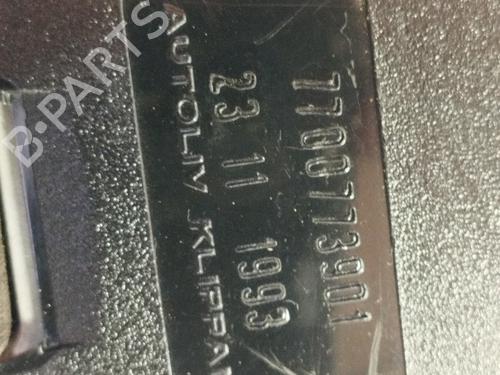 7700773901
23 11 1993
AUTOLIV KLIPPAN
B-PARTS